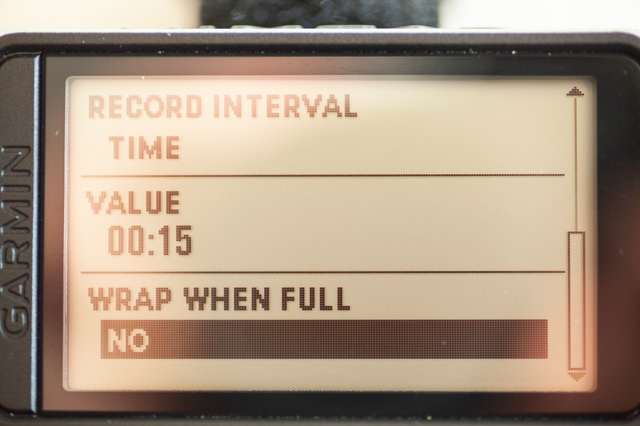 GARMIN
RECORD INTERVAL
TIME
VALUE
00:15
WRAP WHEN FULL
NO